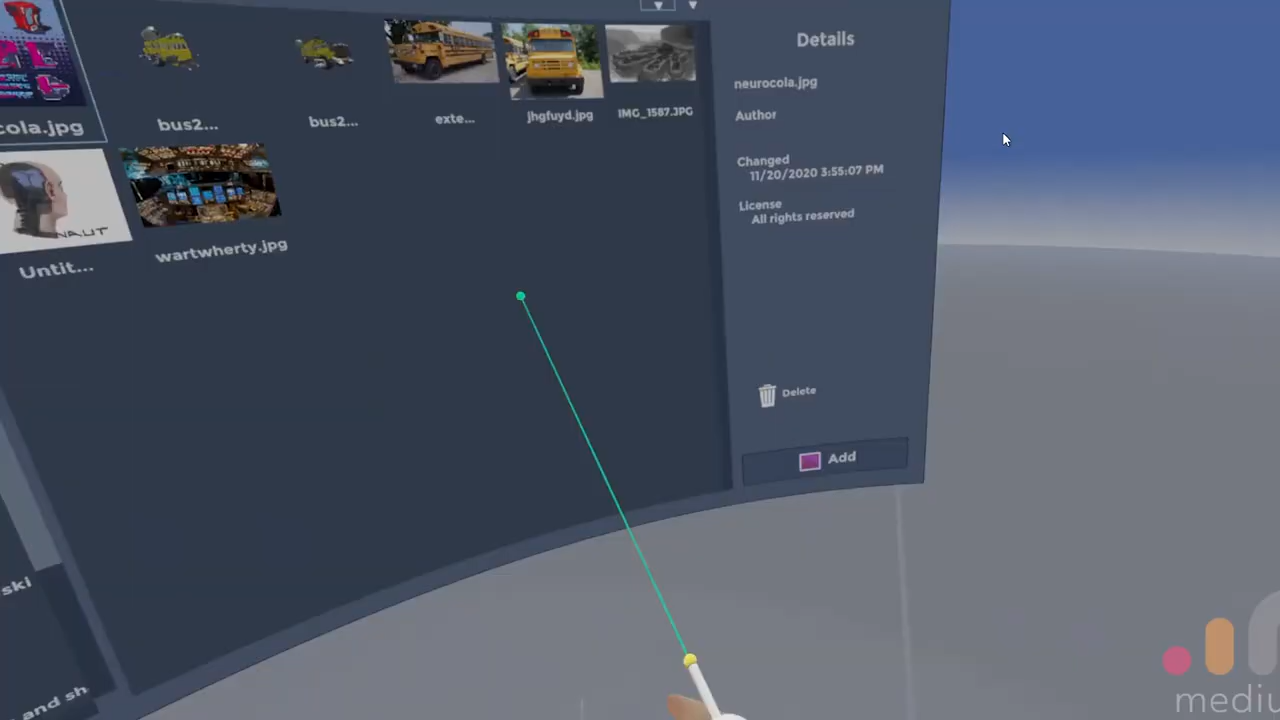 cola.jpg
bus2...
bus2...
exte...
jhgfuyd.jpg
IMG_1587.JPG
NAUT
Untit...
wartwherty.jpg
Details
neurocola.jpg
Author
Changed
11/20/2020 3:55:07 PM
License
All rights reserved
Delete
Add
ski
and sh
mediu